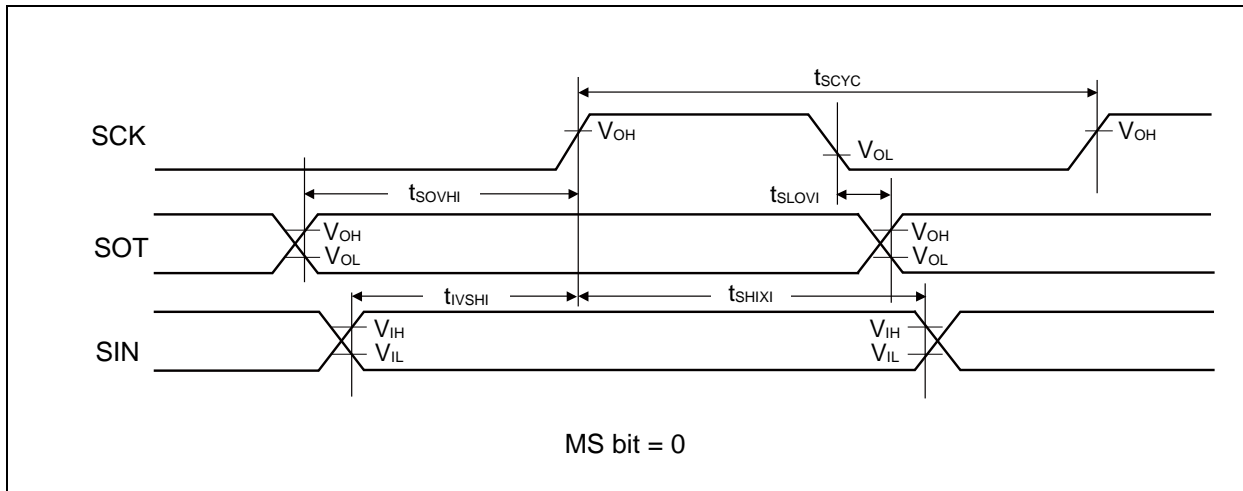 tSCYC
SCK
VOH
VOL
VOH
tSOVHI
tSLOVI
SOT
VOH
VOL
VOH
VOL
tIVSHI
tSHIXI
SIN
VIH
VIL
VIH
VIL
MS bit = 0